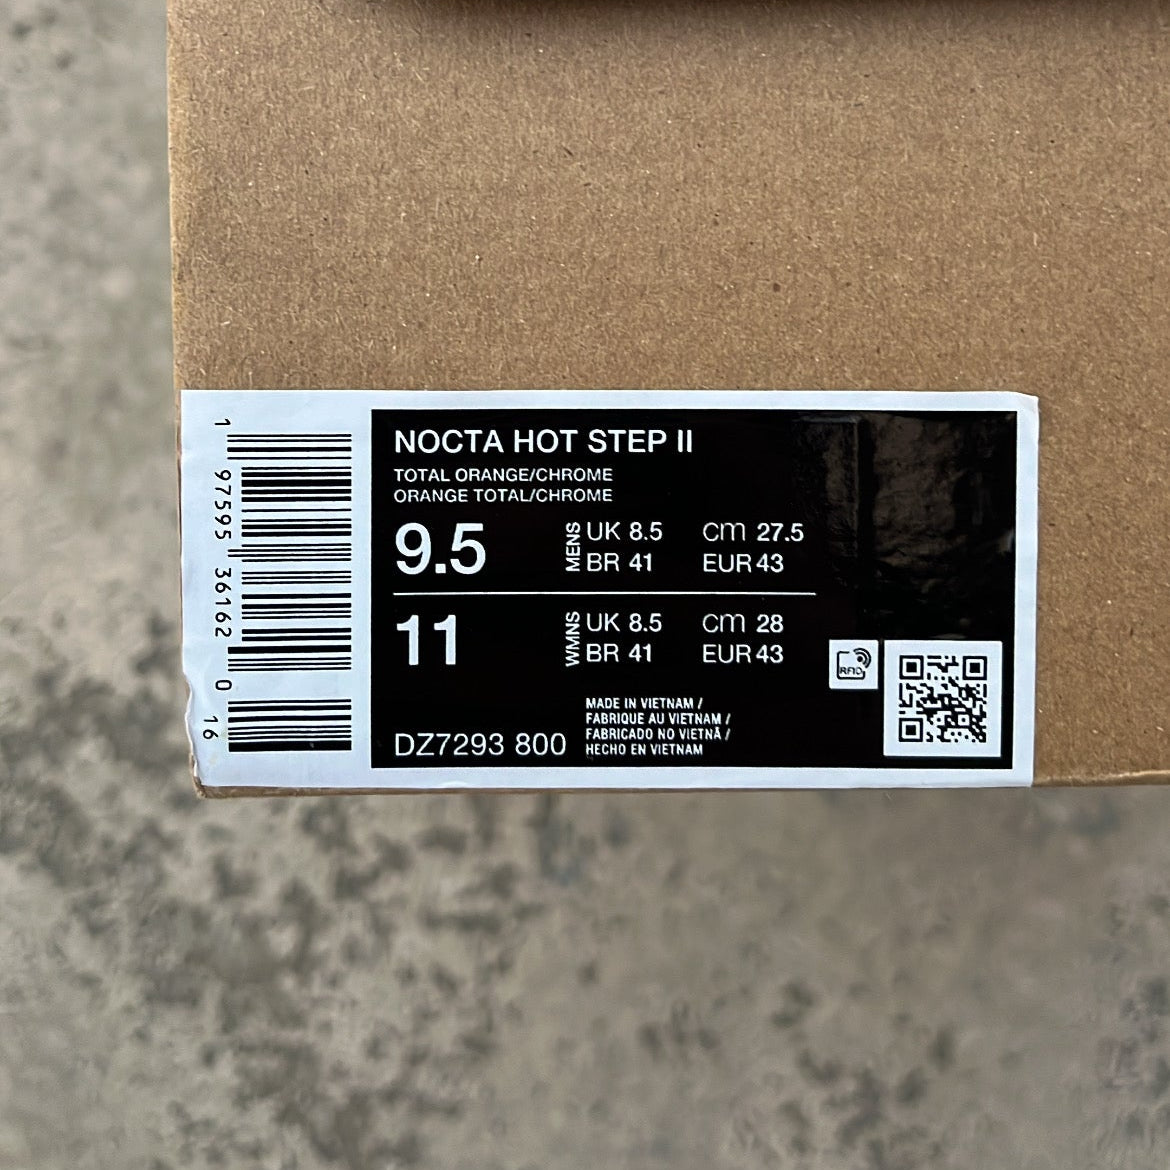 NOCTA HOT STEP II
TOTAL ORANGE/CHROME
ORANGE TOTAL/CHROME
9.5 MENS UK 8.5 cm 27.5
BR 41 EUR 43
11 WMNS UK 8.5 cm 28
BR 41 EUR 43
MADE IN VIETNAM /
FABRIQUE AU VIETNAM /
FABRICADO NO VIETNÃ /
HECHO EN VIETNAM
DZ7293 800
RFID
1 97595 36162 0 16